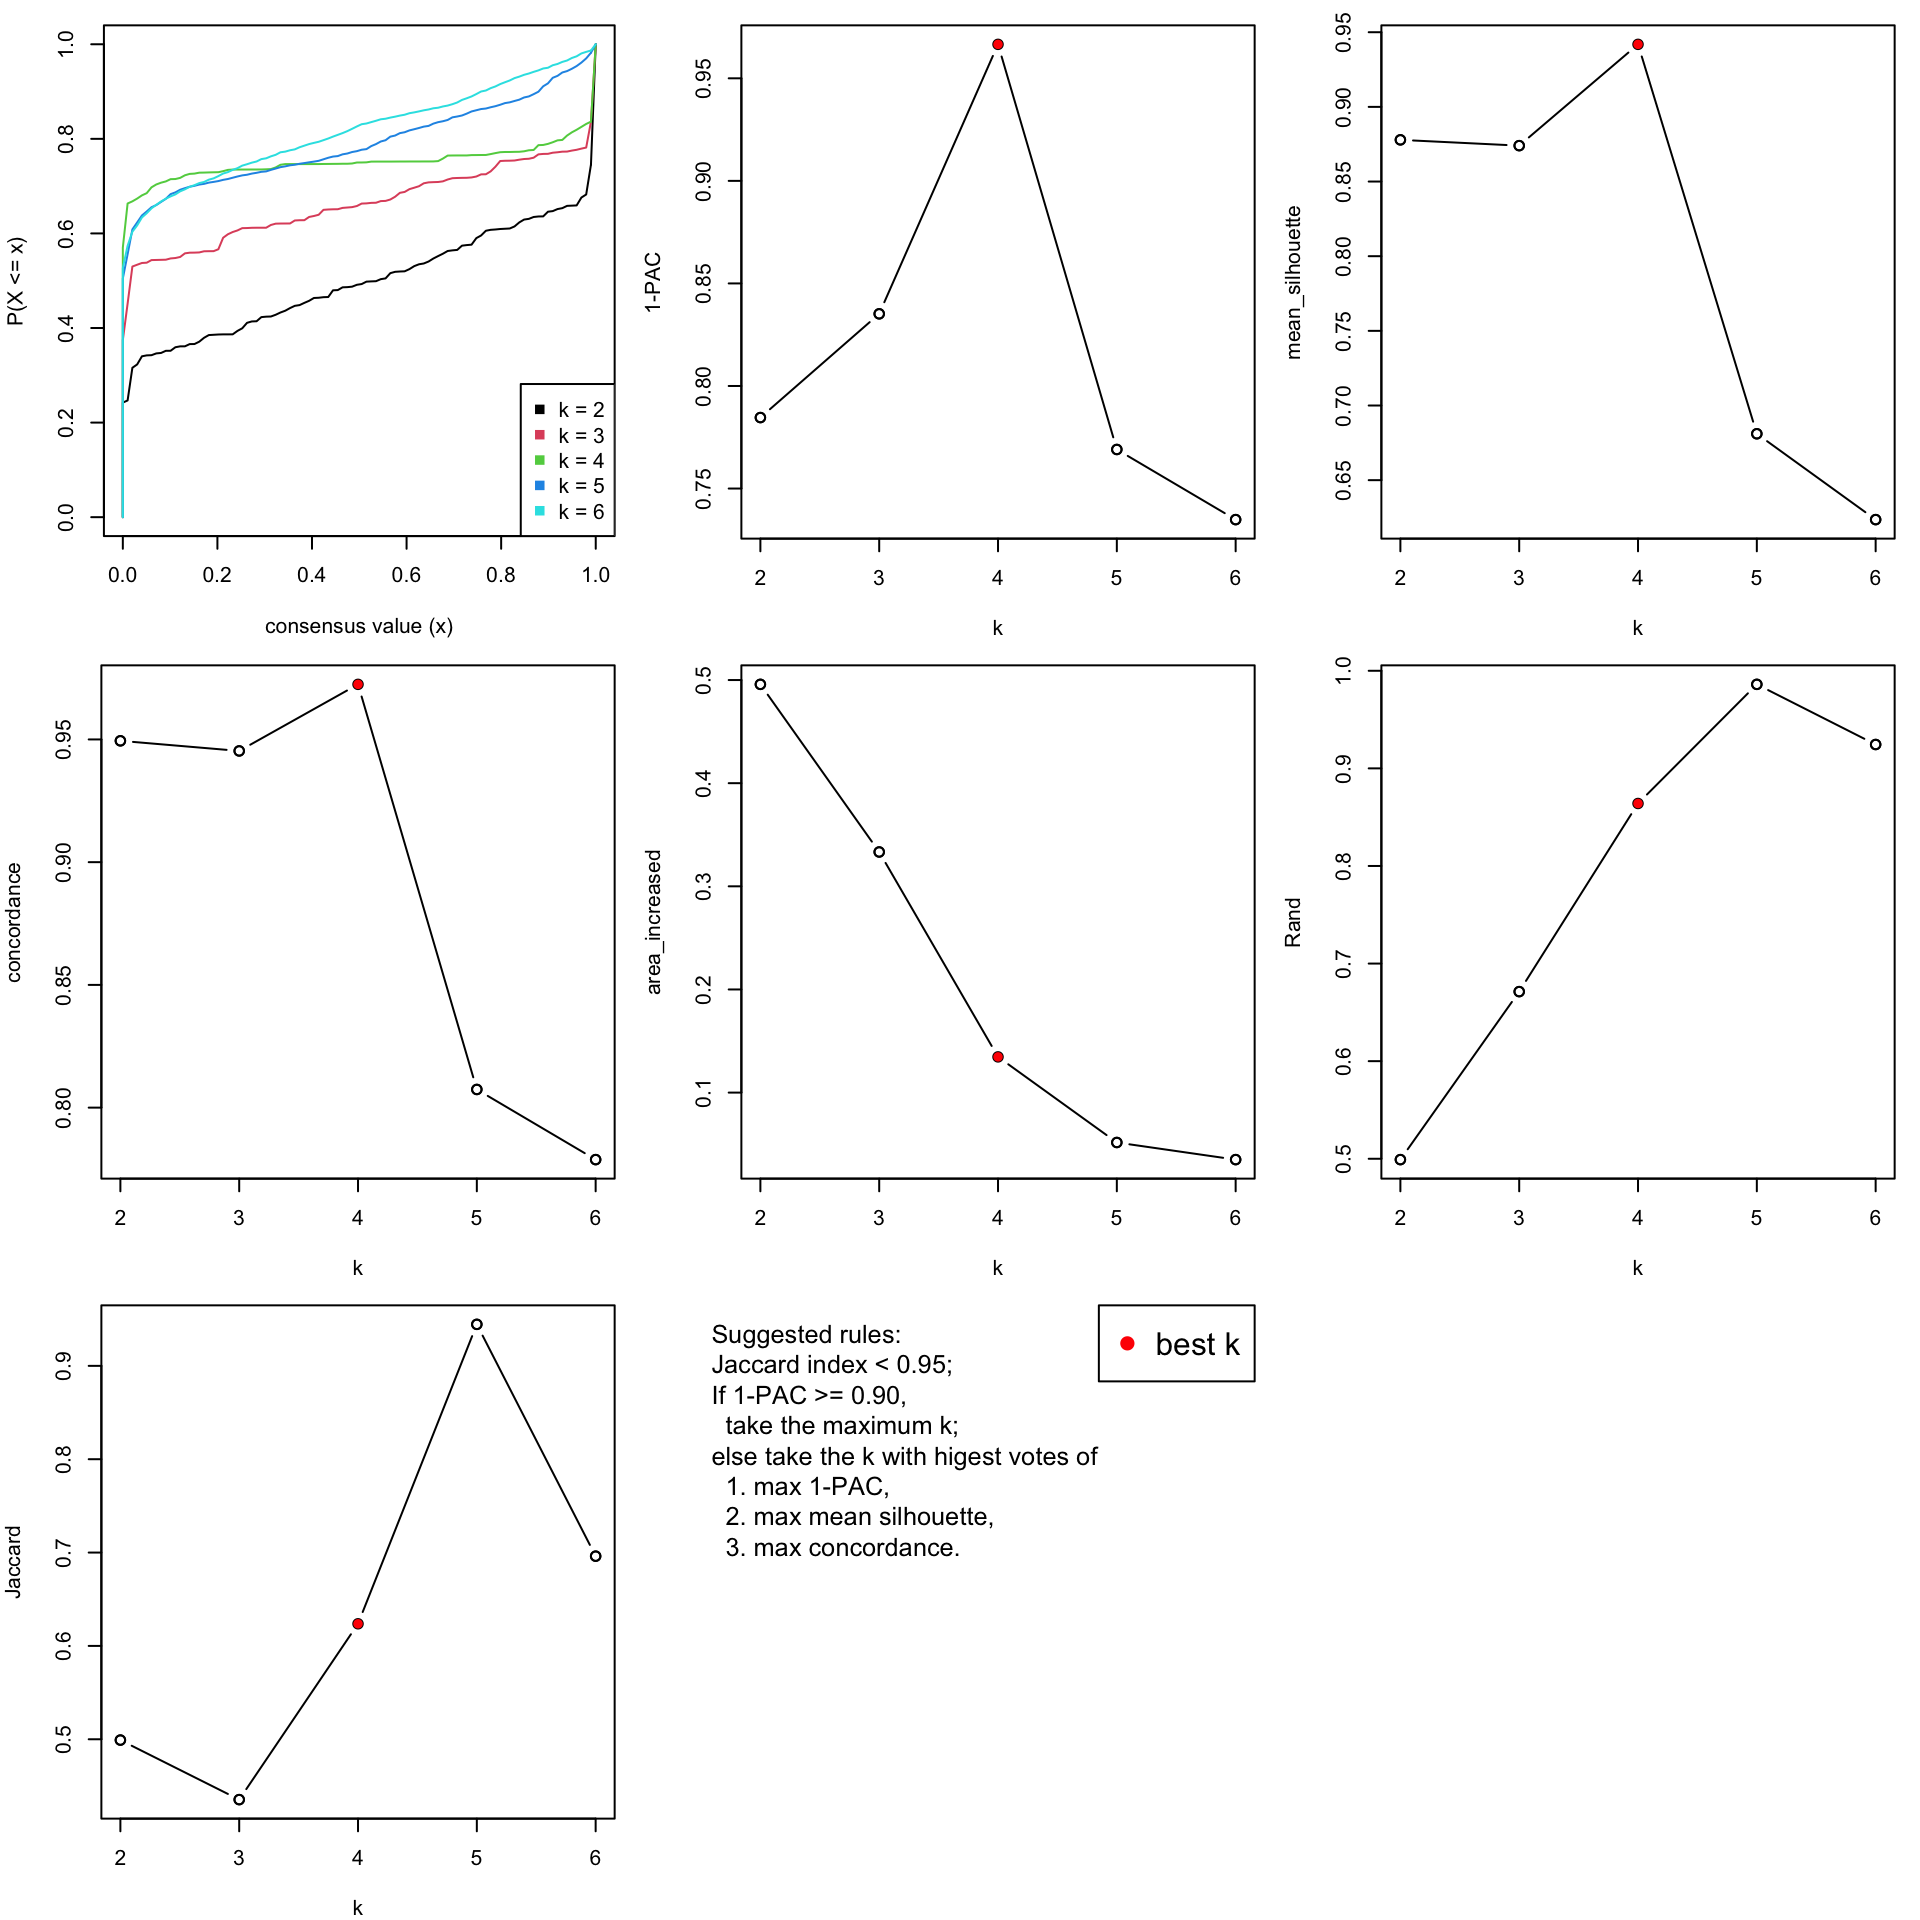 P(X <= x)
1.0
0.8
0.6
0.4
0.2
0.0
k = 2
k = 3
k = 4
k = 5
k = 6
0.0 0.2 0.4 0.6 0.8 1.0
consensus value (x)
1-PAC
0.95
0.90
0.85
0.80
0.75
2 3 4 5 6
k
mean_silhouette
0.95
0.90
0.85
0.80
0.75
0.70
0.65
2 3 4 5 6
k
concordance
0.95
0.90
0.85
0.80
2 3 4 5 6
k
area_increased
0.5
0.4
0.3
0.2
0.1
2 3 4 5 6
k
Rand
1.0
0.9
0.8
0.7
0.6
0.5
2 3 4 5 6
k
Jaccard
0.9
0.8
0.7
0.6
0.5
2 3 4 5 6
k
Suggested rules:
Jaccard index < 0.95;
If 1-PAC >= 0.90,
take the maximum k;
else take the k with higest votes of
1. max 1-PAC,
2. max mean silhouette,
3. max concordance.
best k